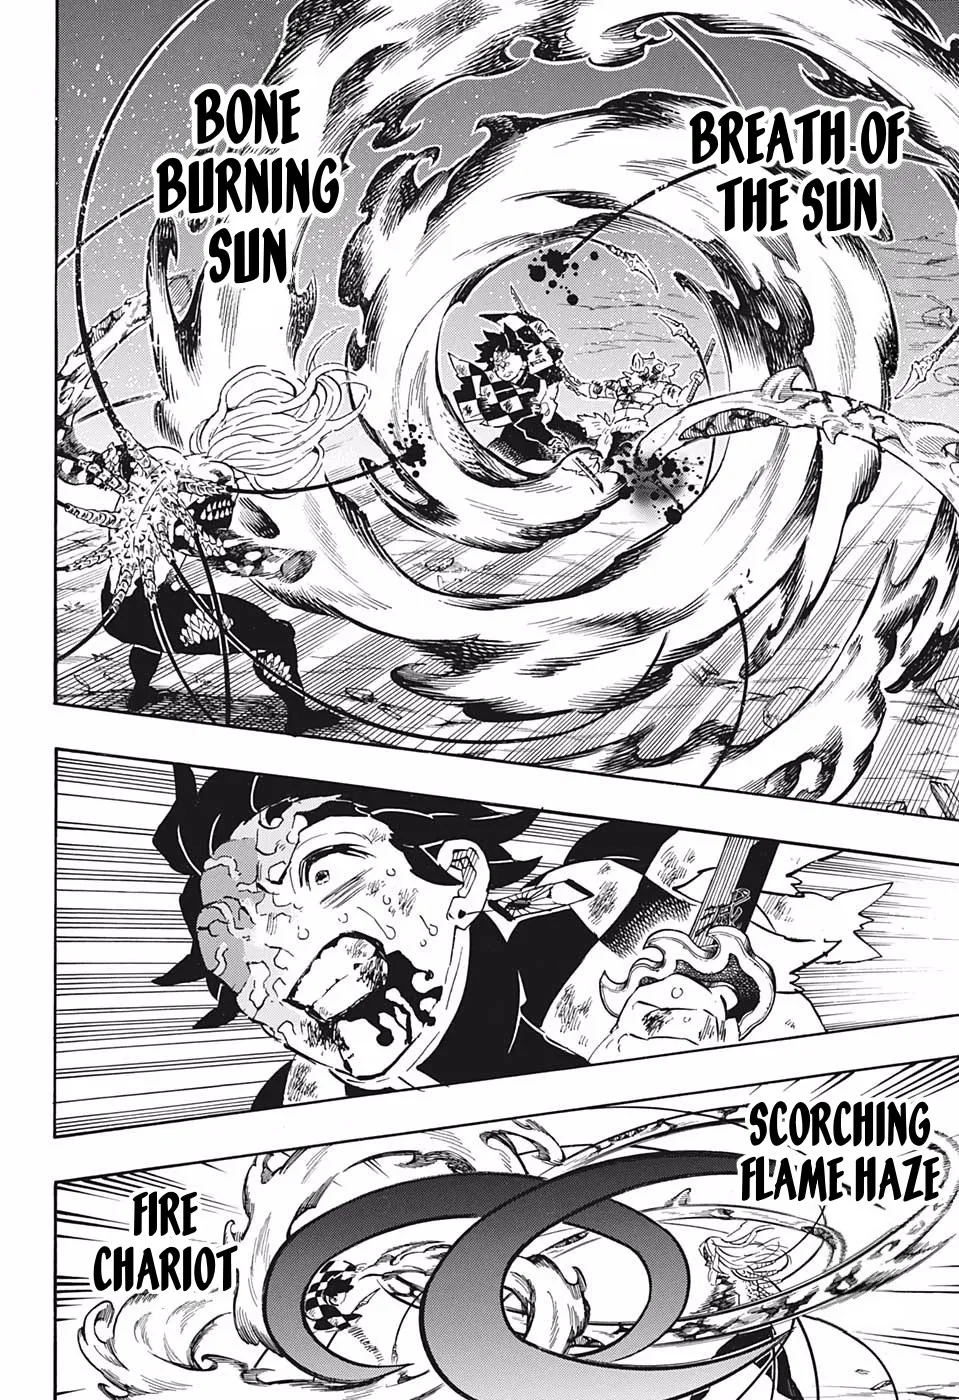 BREATH OF
THE SUN
BONE
BURNING
SUN
SCORCHING
FLAME HAZE
FIRE
CHARIOT